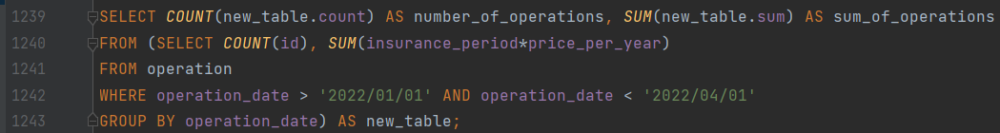 1239 SELECT COUNT(new_table.count) AS number_of_operations, SUM(new_table.sum) AS sum_of_operations
1240 FROM (SELECT COUNT(id), SUM(insurance_period*price_per_year)
1241 FROM operation
1242 WHERE operation_date > '2022/01/01' AND operation_date < '2022/04/01'
1243 GROUP BY operation_date) AS new_table;